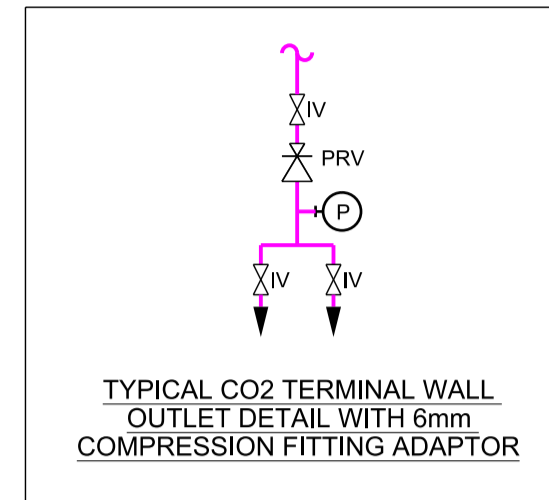 IV
PRV
P
IV IV
TYPICAL CO2 TERMINAL WALL
OUTLET DETAIL WITH 6mm
COMPRESSION FITTING ADAPTOR